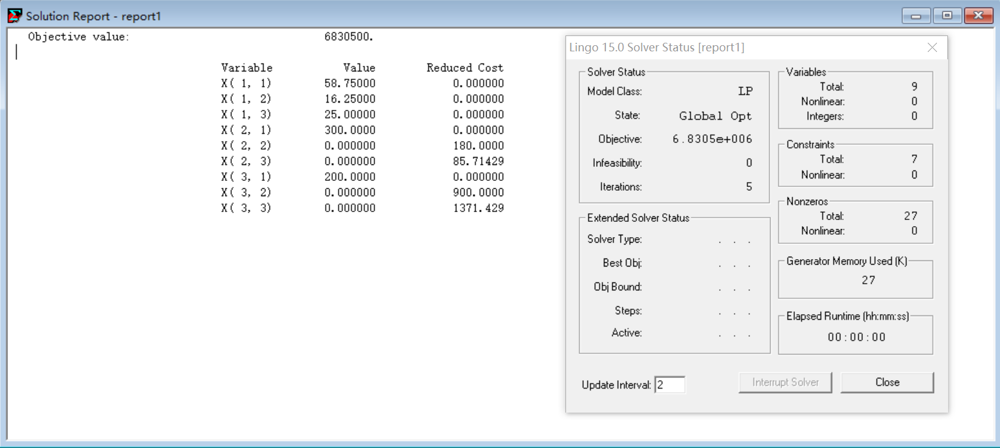 Solution Report - report1
Objective value: 6830500.
Variable Value Reduced Cost
X( 1, 1) 58.75000 0.000000
X( 1, 2) 16.25000 0.000000
X( 1, 3) 25.00000 0.000000
X( 2, 1) 300.0000 0.000000
X( 2, 2) 0.000000 180.0000
X( 2, 3) 0.000000 85.71429
X( 3, 1) 200.0000 0.000000
X( 3, 2) 0.000000 900.0000
X( 3, 3) 0.000000 1371.429
Lingo 15.0 Solver Status [report1]
Solver Status
Model Class: LP
State: Global Opt
Objective: 6.8305e+006
Infeasibility: 0
Iterations: 5
Extended Solver Status
Solver Type: . . .
Best Obj: . . .
Obj Bound: . . .
Steps: . . .
Active: . . .
Variables
Total: 9
Nonlinear: 0
Integers: 0
Constraints
Total: 7
Nonlinear: 0
Nonzeros
Total: 27
Nonlinear: 0
Generator Memory Used (K)
27
Elapsed Runtime (hh:mm:ss)
00:00:00
Update Interval: 2
Interrupt Solver
Close